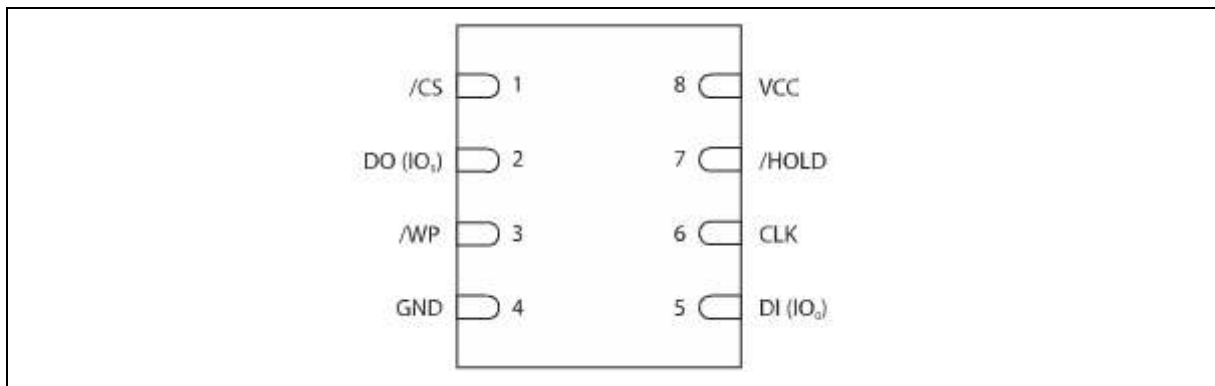 /CS 1 8 VCC
DO (IO₁) 2 7 /HOLD
/WP 3 6 CLK
GND 4 5 DI (IO₀)